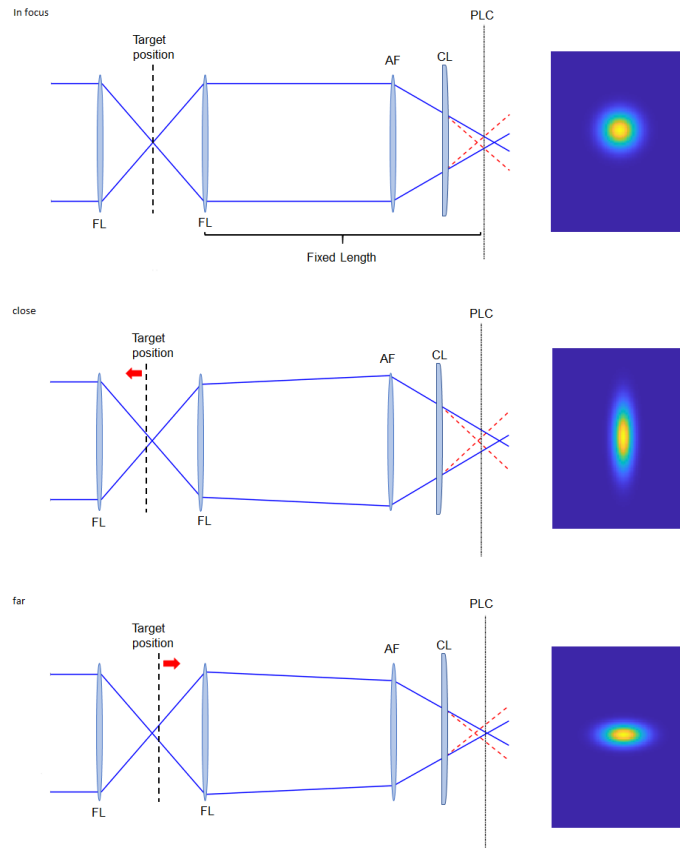 In focus
PLC
Target
position
AF
CL
FL
FL
Fixed Length
close
PLC
Target
position
AF
CL
FL
FL
far
PLC
Target
position
AF
CL
FL
FL